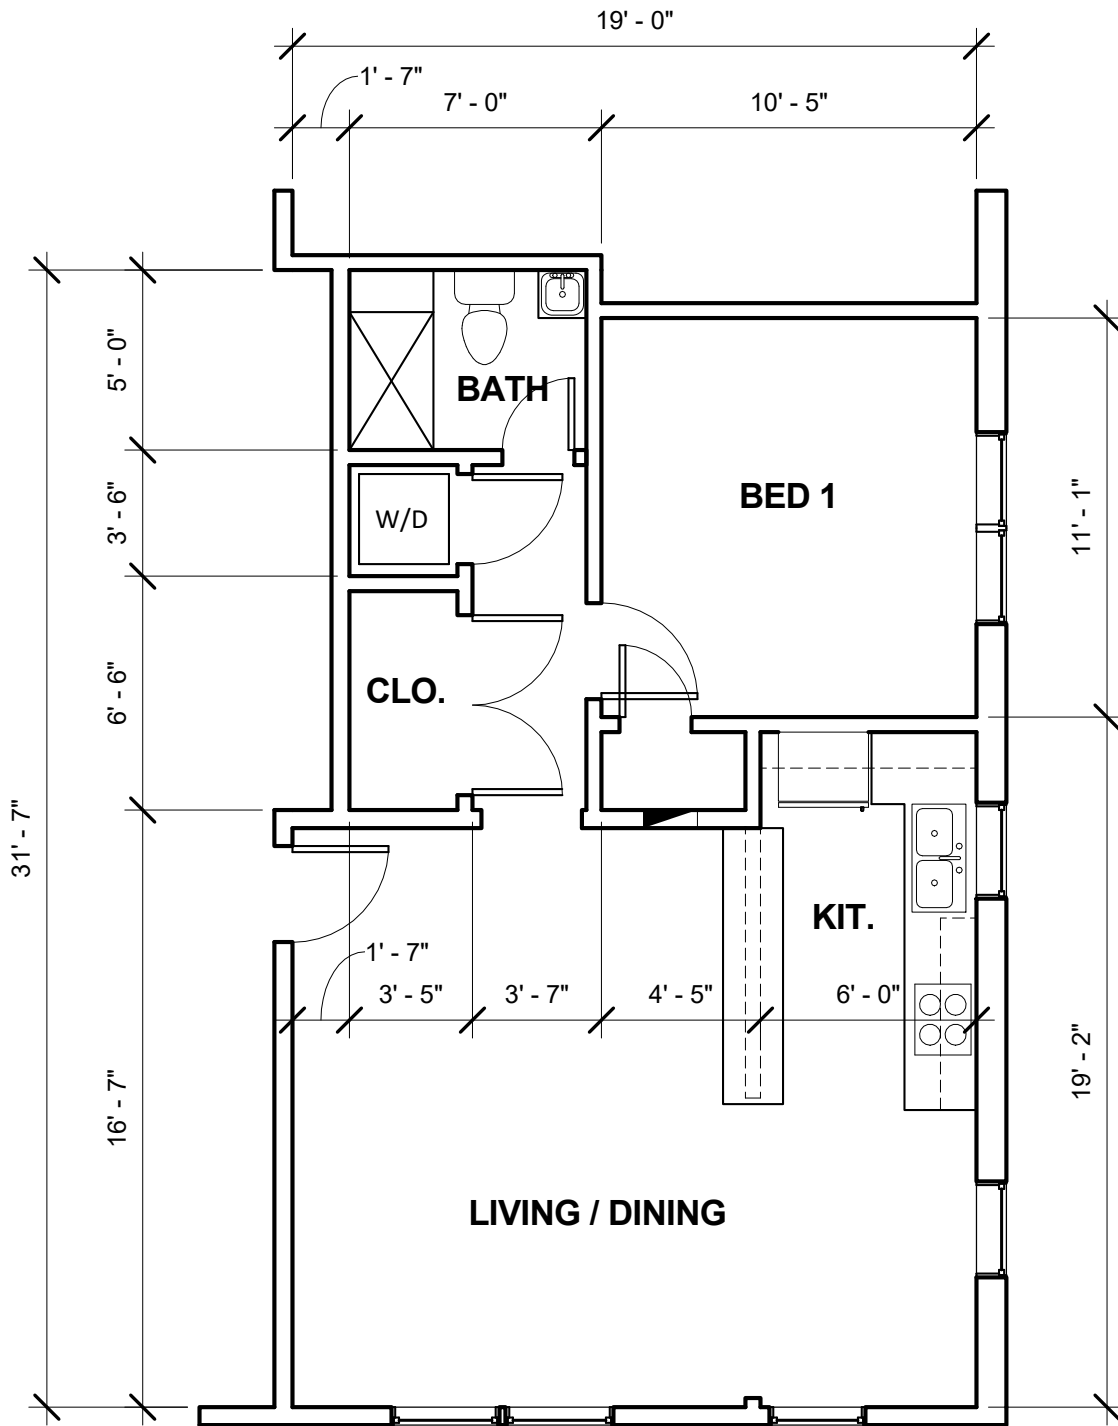 19' - 0"
1' - 7"
7' - 0"
10' - 5"
5' - 0"
BATH
3' - 6"
W/D
BED 1
11' - 1"
6' - 6"
CLO.
31' - 7"
KIT.
1' - 7"
3' - 5"
3' - 7"
4' - 5"
6' - 0"
16' - 7"
19' - 2"
LIVING / DINING